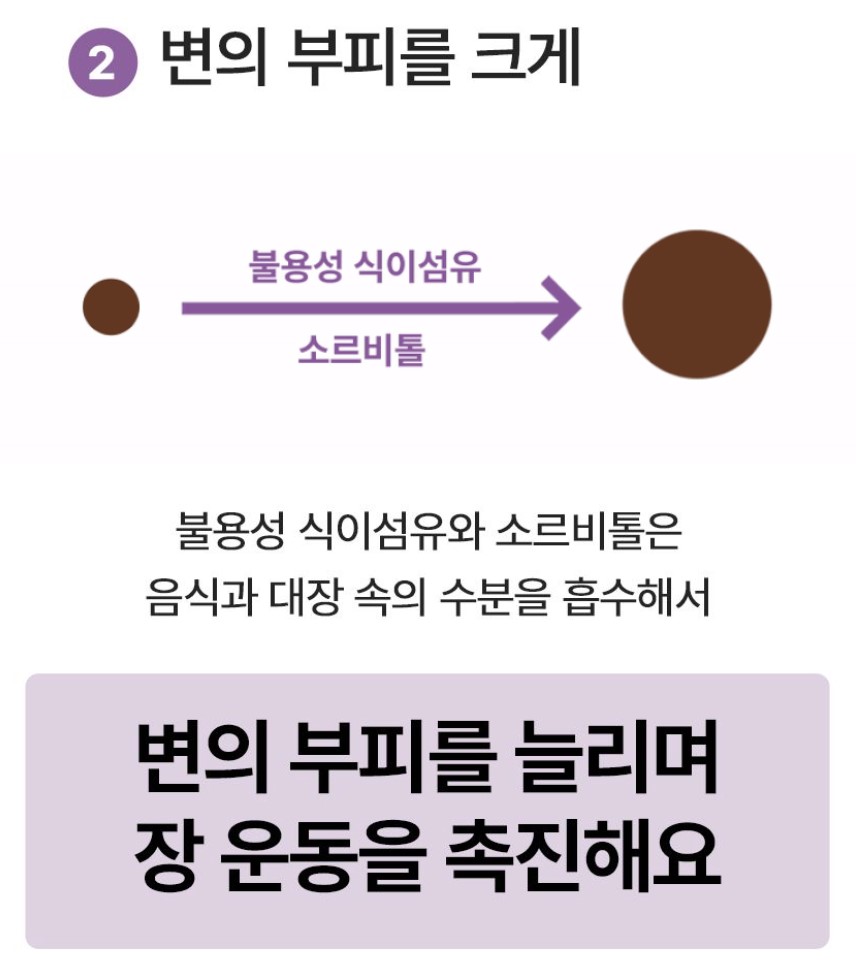 2 변의 부피를 크게
불용성 식이섬유
소르비톨
불용성 식이섬유와 소르비톨은
음식과 대장 속의 수분을 흡수해서
변의 부피를 늘리며
장 운동을 촉진해요